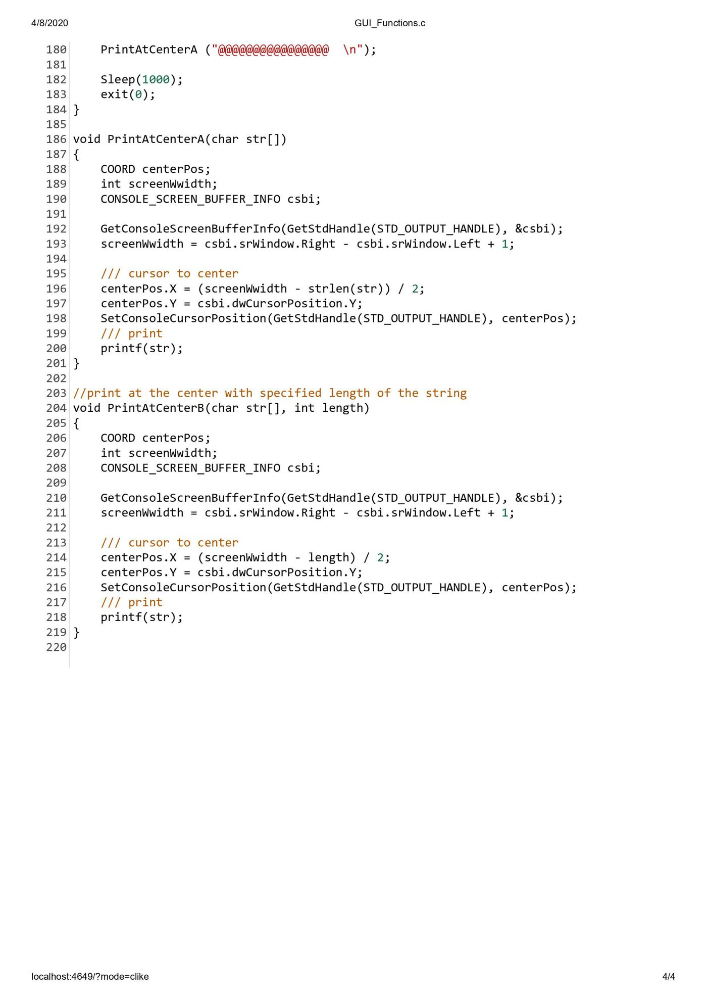 4/8/2020 GUI_Functions.c
180     PrintAtCenterA ("@@@@@@@@@@@@@@@@  \n");
181
182     Sleep(1000);
183     exit(0);
184 }
185
186 void PrintAtCenterA(char str[])
187 {
188     COORD centerPos;
189     int screenWwidth;
190     CONSOLE_SCREEN_BUFFER_INFO csbi;
191
192     GetConsoleScreenBufferInfo(GetStdHandle(STD_OUTPUT_HANDLE), &csbi);
193     screenWwidth = csbi.srWindow.Right - csbi.srWindow.Left + 1;
194
195     /// cursor to center
196     centerPos.X = (screenWwidth - strlen(str)) / 2;
197     centerPos.Y = csbi.dwCursorPosition.Y;
198     SetConsoleCursorPosition(GetStdHandle(STD_OUTPUT_HANDLE), centerPos);
199     /// print
200     printf(str);
201 }
202
203 //print at the center with specified length of the string
204 void PrintAtCenterB(char str[], int length)
205 {
206     COORD centerPos;
207     int screenWwidth;
208     CONSOLE_SCREEN_BUFFER_INFO csbi;
209
210     GetConsoleScreenBufferInfo(GetStdHandle(STD_OUTPUT_HANDLE), &csbi);
211     screenWwidth = csbi.srWindow.Right - csbi.srWindow.Left + 1;
212
213     /// cursor to center
214     centerPos.X = (screenWwidth - length) / 2;
215     centerPos.Y = csbi.dwCursorPosition.Y;
216     SetConsoleCursorPosition(GetStdHandle(STD_OUTPUT_HANDLE), centerPos);
217     /// print
218     printf(str);
219 }
220
localhost:4649/?mode=clike 4/4